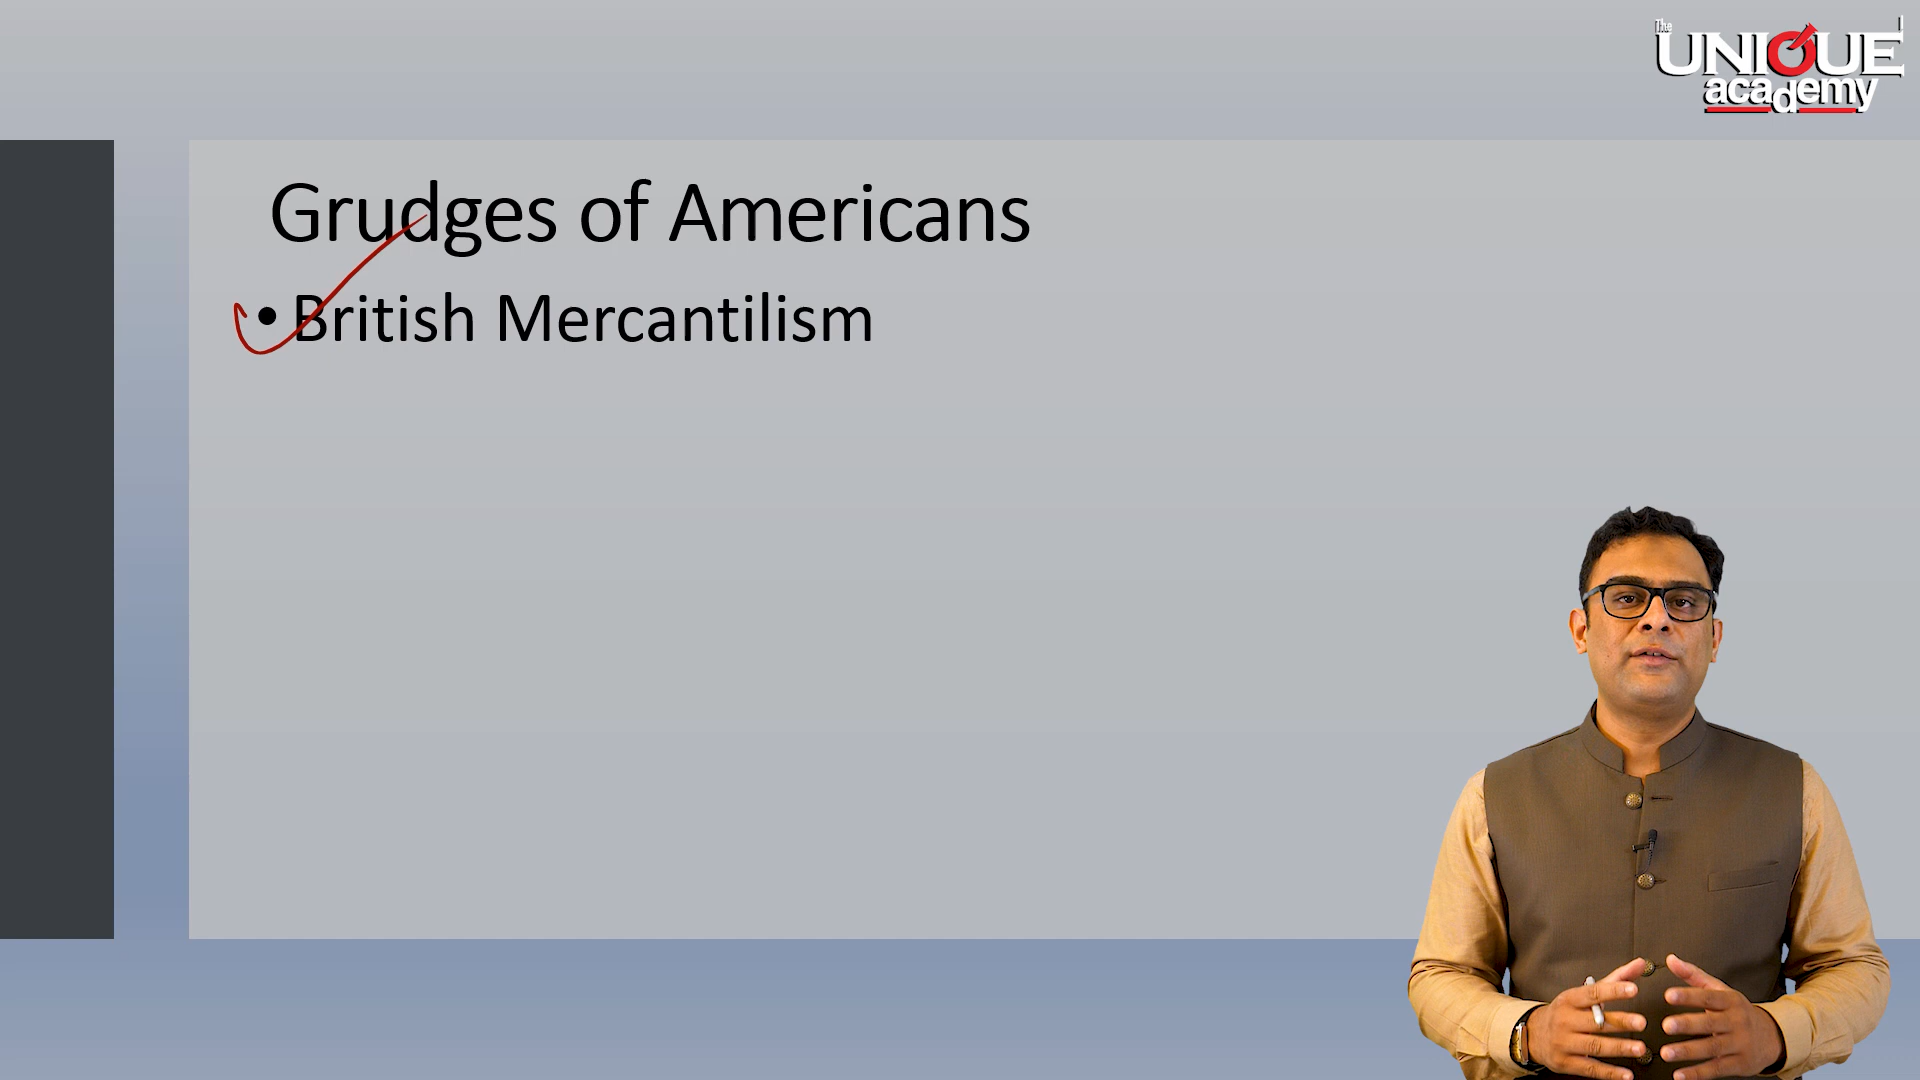 The
UNIQUE
academy
Grudges of Americans
• British Mercantilism